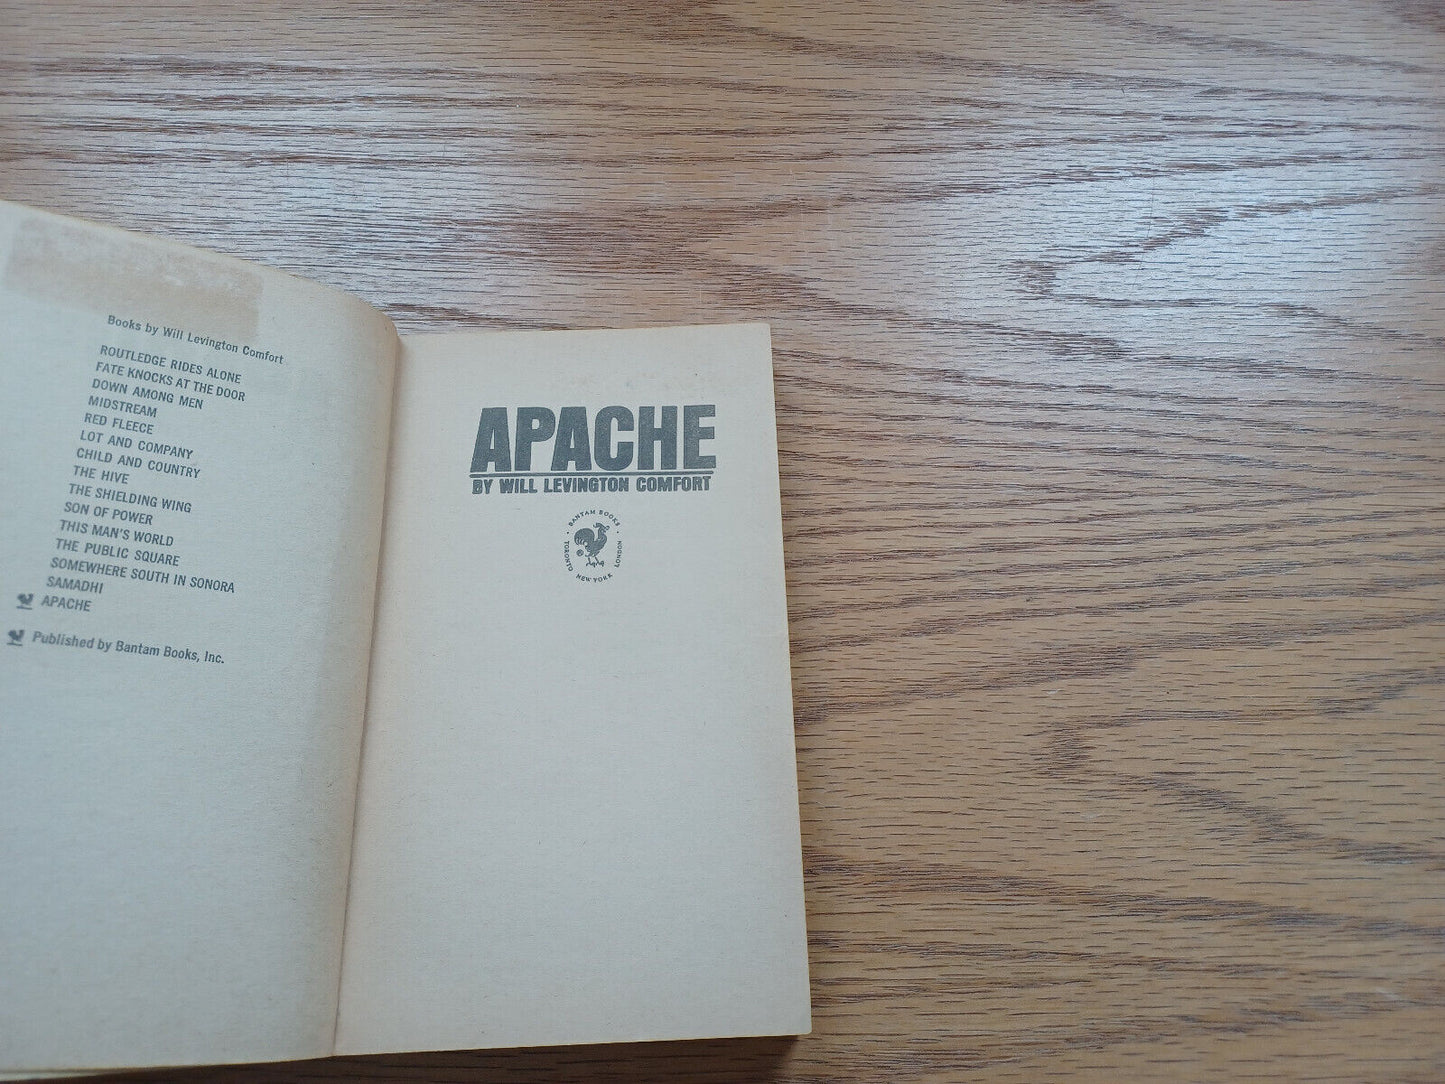 Books by Will Levington Comfort
ROUTLEDGE RIDES ALONE
FATE KNOCKS AT THE DOOR
DOWN AMONG MEN
MIDSTREAM
RED FLEECE
LOT AND COMPANY
CHILD AND COUNTRY
THE HIVE
THE SHIELDING WING
SON OF POWER
THIS MAN'S WORLD
THE PUBLIC SQUARE
SOMEWHERE SOUTH IN SONORA
SAMADHI
APACHE
Published by Bantam Books, Inc.
APACHE
BY WILL LEVINGTON COMFORT
BANTAM BOOKS
TORONTO
NEW YORK
LONDON